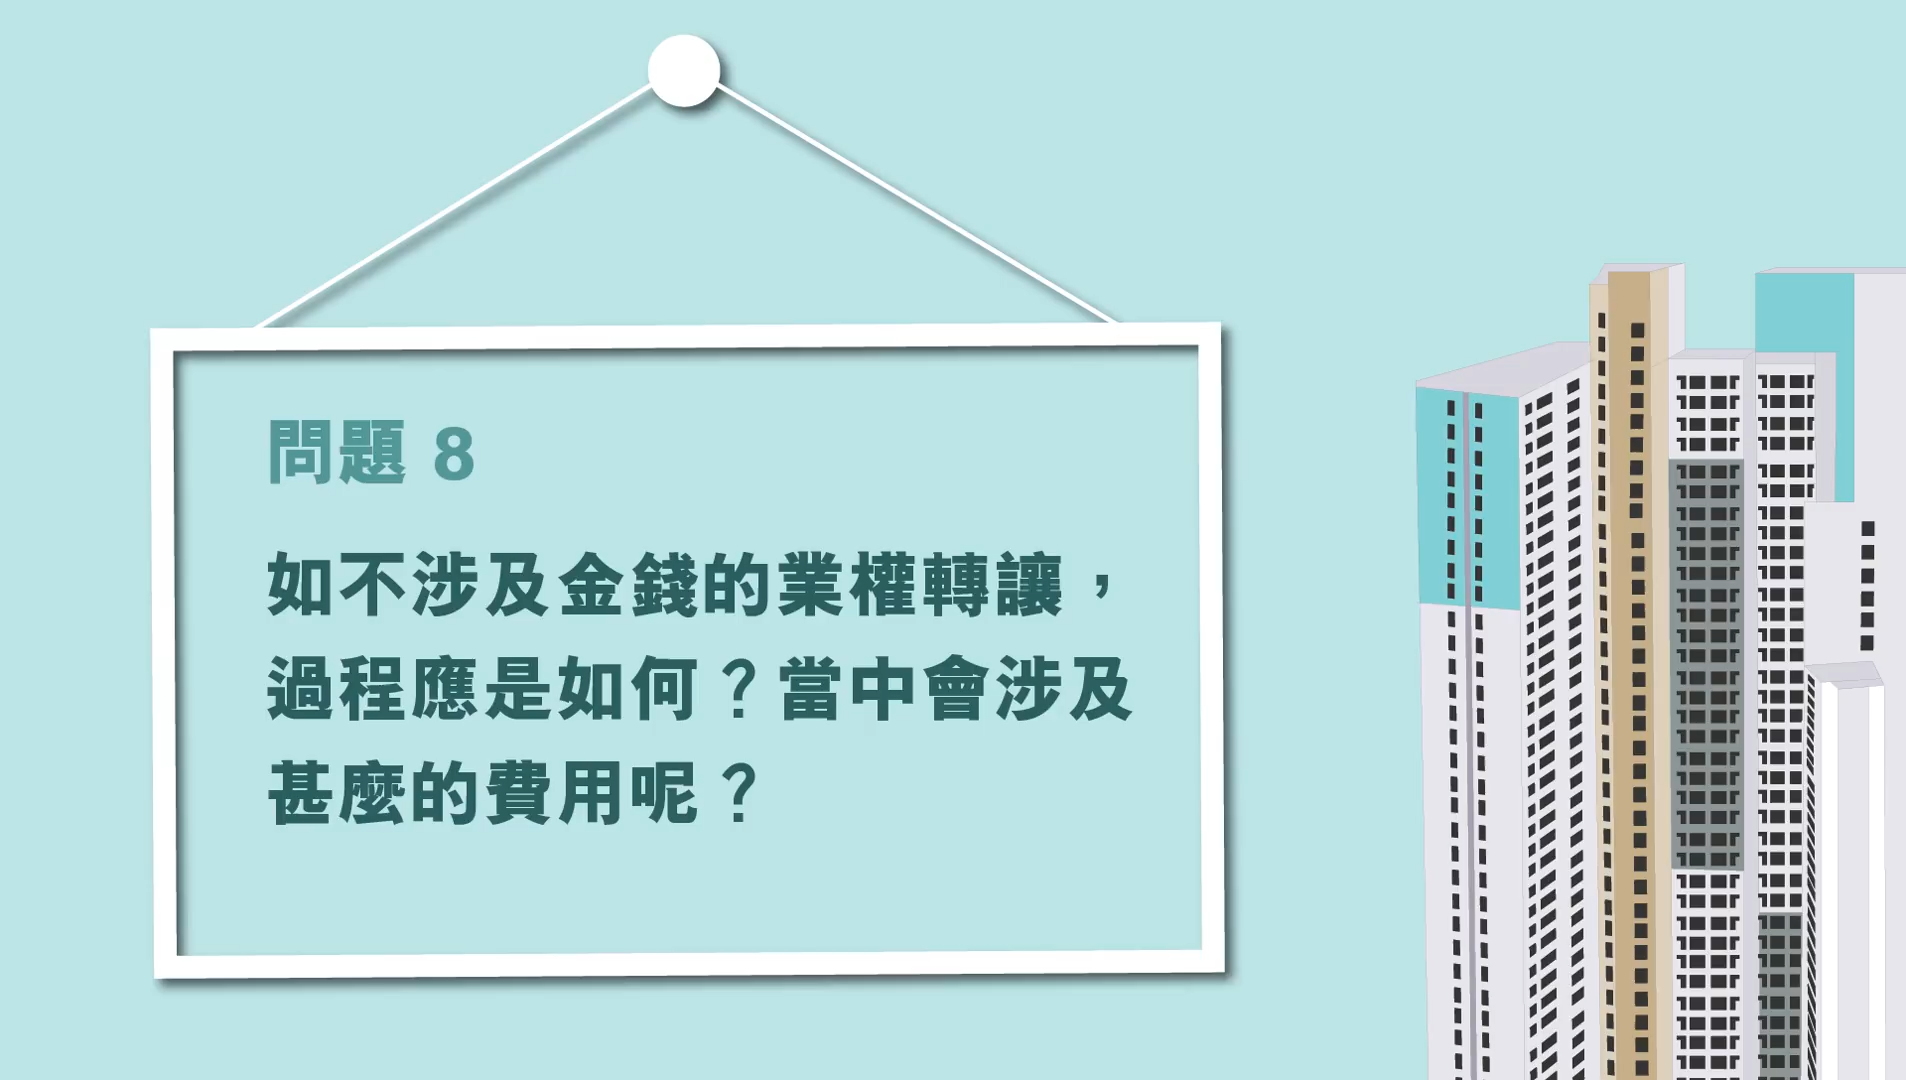 問題 8
如不涉及金錢的業權轉讓，
過程應是如何？當中會涉及
甚麼的費用呢？